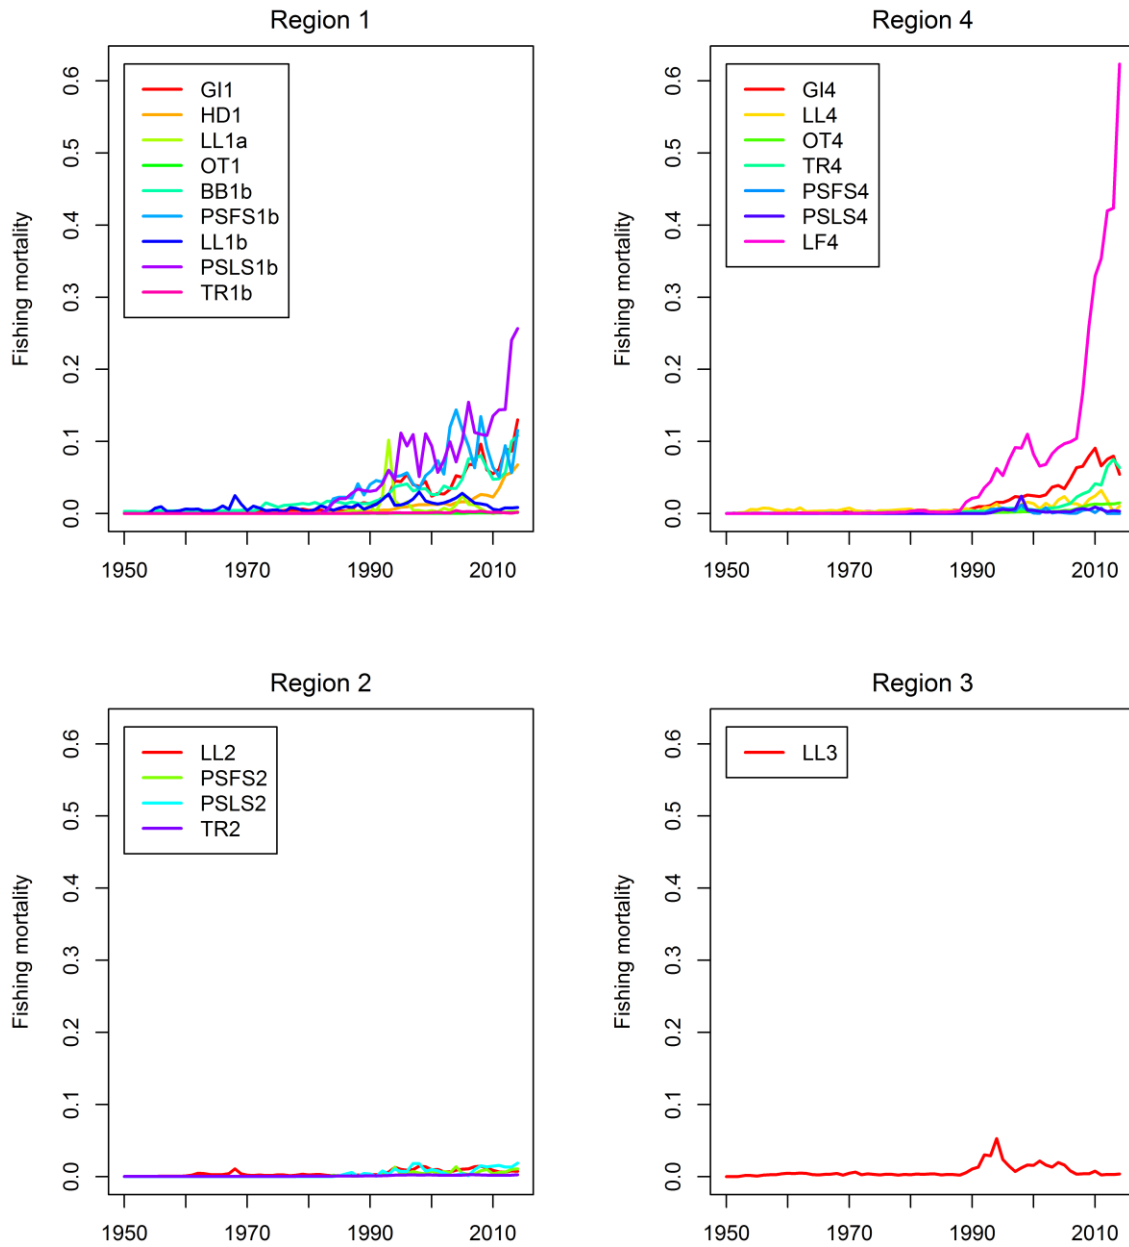 Region 1
Fishing mortality
0.6
0.5
0.4
0.3
0.2
0.1
0.0
GI1
HD1
LL1a
OT1
BB1b
PSFS1b
LL1b
PSLS1b
TR1b
1950 1970 1990 2010
Region 4
Fishing mortality
0.6
0.5
0.4
0.3
0.2
0.1
0.0
GI4
LL4
OT4
TR4
PSFS4
PSLS4
LF4
1950 1970 1990 2010
Region 2
Fishing mortality
0.6
0.5
0.4
0.3
0.2
0.1
0.0
LL2
PSFS2
PSLS2
TR2
1950 1970 1990 2010
Region 3
Fishing mortality
0.6
0.5
0.4
0.3
0.2
0.1
0.0
LL3
1950 1970 1990 2010